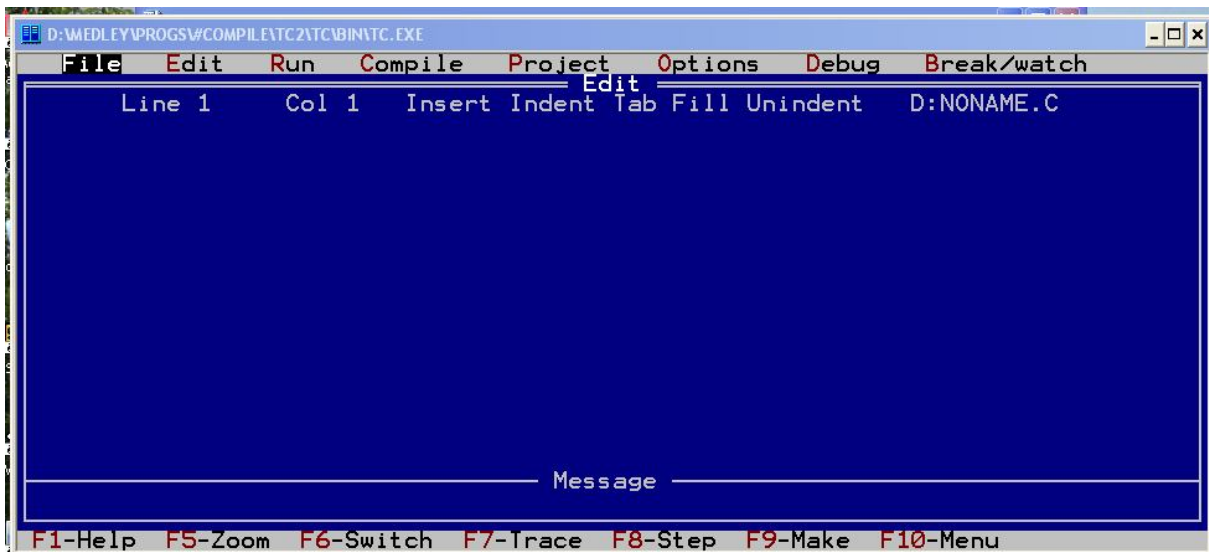 D:\MEDLEY\PROGS\#COMPILE\TC2\TC\BIN\TC.EXE
File Edit Run Compile Project Options Debug Break/watch
Edit
Line 1 Col 1 Insert Indent Tab Fill Unindent D:NONAME.C
Message
F1-Help F5-Zoom F6-Switch F7-Trace F8-Step F9-Make F10-Menu